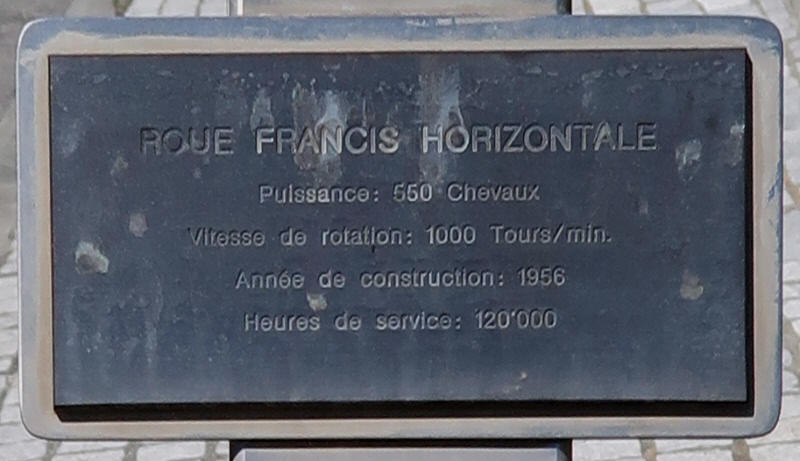 ROUE FRANCIS HORIZONTALE
Puissance: 550 Chevaux
Vitesse de rotation: 1000 Tours/min.
Année de construction: 1956
Heures de service: 120'000